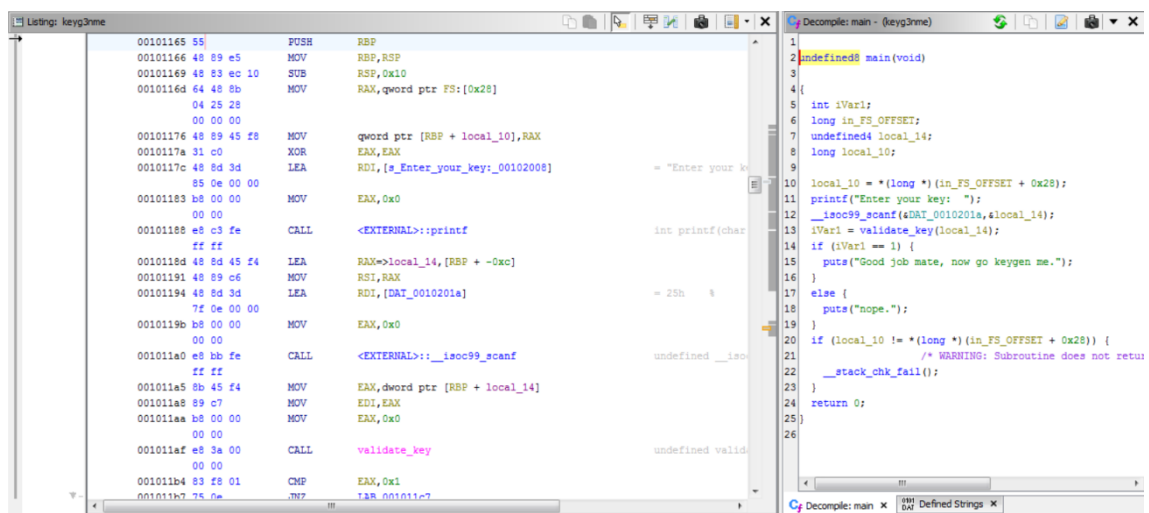 Listing: keyg3nme
00101165 55 PUSH RBP
00101166 48 89 e5 MOV RBP,RSP
00101169 48 83 ec 10 SUB RSP,0x10
0010116d 64 48 8b MOV RAX,qword ptr FS:[0x28]
04 25 28
00 00 00
00101176 48 89 45 f8 MOV qword ptr [RBP + local_10],RAX
0010117a 31 c0 XOR EAX,EAX
0010117c 48 8d 3d LEA RDI,[s_Enter_your_key:_00102008] = "Enter your k
85 0e 00 00
00101183 b8 00 00 MOV EAX,0x0
00 00
00101188 e8 c3 fe CALL <EXTERNAL>::printf int printf(char
ff ff
0010118d 48 8d 45 f4 LEA RAX=>local_14,[RBP + -0xc]
00101191 48 89 c6 MOV RSI,RAX
00101194 48 8d 3d LEA RDI,[DAT_0010201a] = 25h %
7f 0e 00 00
0010119b b8 00 00 MOV EAX,0x0
00 00
001011a0 e8 bb fe CALL <EXTERNAL>::__isoc99_scanf undefined __iso
ff ff
001011a5 8b 45 f4 MOV EAX,dword ptr [RBP + local_14]
001011a8 89 c7 MOV EDI,EAX
001011aa b8 00 00 MOV EAX,0x0
00 00
001011af e8 3a 00 CALL validate_key undefined valid
00 00
001011b4 83 f8 01 CMP EAX,0x1
001011b7 75 0e JNZ LAB_001011c7
Decompile: main - (keyg3nme)
1
2 undefined8 main(void)
3
4 {
5 int iVar1;
6 long in_FS_OFFSET;
7 undefined4 local_14;
8 long local_10;
9
10 local_10 = *(long *)(in_FS_OFFSET + 0x28);
11 printf("Enter your key:  ");
12 __isoc99_scanf(&DAT_0010201a,&local_14);
13 iVar1 = validate_key(local_14);
14 if (iVar1 == 1) {
15 puts("Good job mate, now go keygen me.");
16 }
17 else {
18 puts("nope.");
19 }
20 if (local_10 != *(long *)(in_FS_OFFSET + 0x28)) {
21 /* WARNING: Subroutine does not retur
22 __stack_chk_fail();
23 }
24 return 0;
25 }
26
Decompile: main
Defined Strings